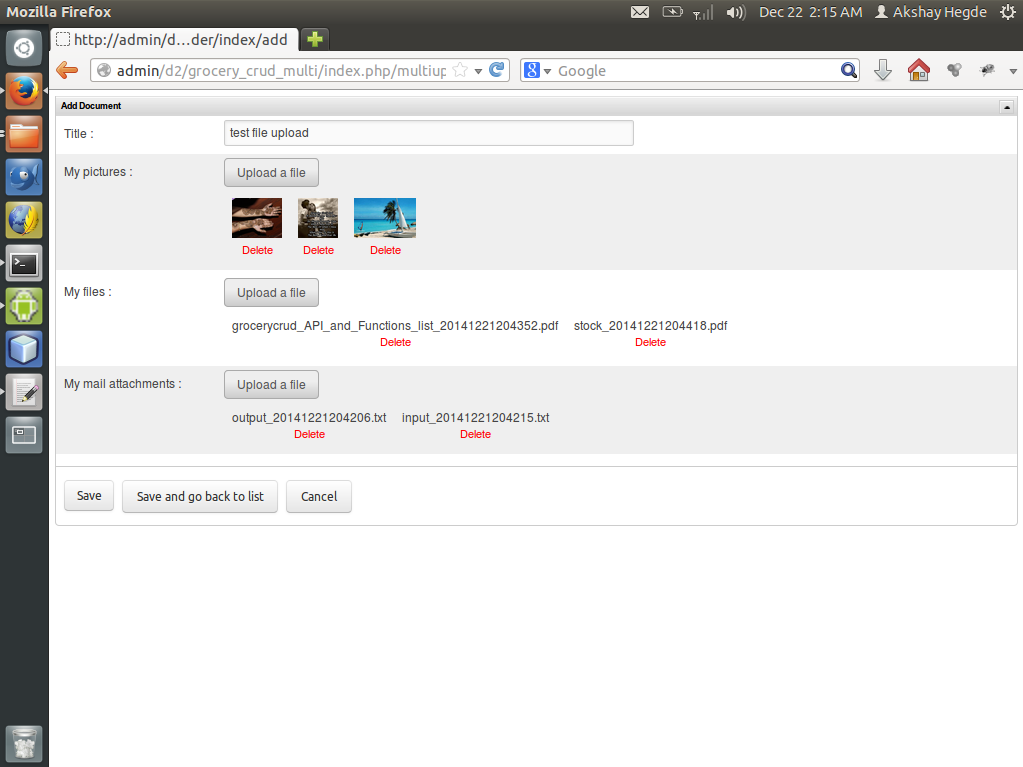 Mozilla Firefox
Dec 22 2:15 AM Akshay Hegde
http://admin/d...der/index/add
admin/d2/grocery_crud_multi/index.php/multiup
Google
Add Document
Title :
test file upload
My pictures :
Upload a file
Delete Delete Delete
My files :
Upload a file
grocerycrud_API_and_Functions_list_20141221204352.pdf stock_20141221204418.pdf
Delete Delete
My mail attachments :
Upload a file
output_20141221204206.txt input_20141221204215.txt
Delete Delete
Save Save and go back to list Cancel